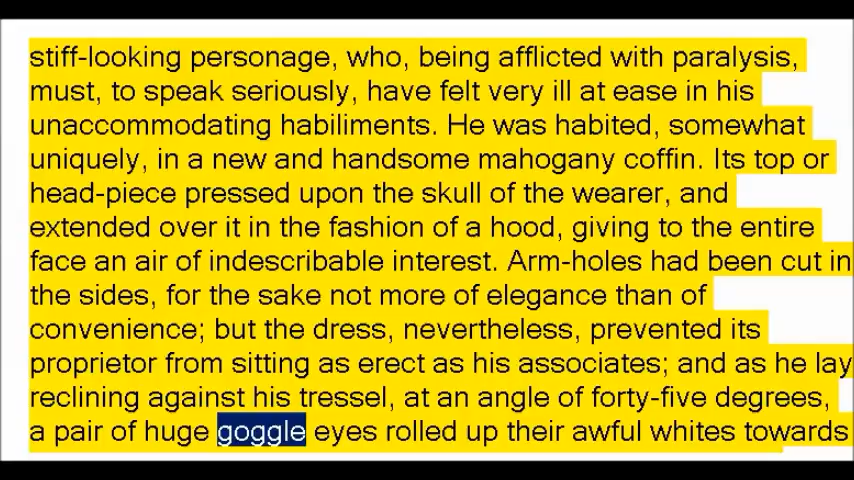 stiff-looking personage, who, being afflicted with paralysis,
must, to speak seriously, have felt very ill at ease in his
unaccommodating habiliments. He was habited, somewhat
uniquely, in a new and handsome mahogany coffin. Its top or
head-piece pressed upon the skull of the wearer, and
extended over it in the fashion of a hood, giving to the entire
face an air of indescribable interest. Arm-holes had been cut in
the sides, for the sake not more of elegance than of
convenience; but the dress, nevertheless, prevented its
proprietor from sitting as erect as his associates; and as he lay
reclining against his tressel, at an angle of forty-five degrees,
a pair of huge goggle eyes rolled up their awful whites towards